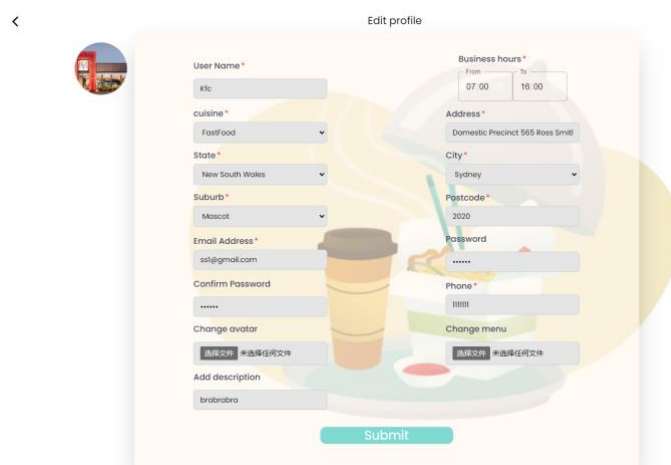 Edit profile
User Name*
Kfc
Business hours*
From
To
07:00
16:00
cuisine*
FastFood
Address*
Domestic Precinct 565 Ross Smitl
State*
New South Wales
City*
Sydney
Suburb*
Mascot
Postcode*
2020
Email Address*
ss1@gmail.com
Password
••••••
Confirm Password
••••••
Phone*
1111111
Change avatar
选择文件 未选择任何文件
Change menu
选择文件 未选择任何文件
Add description
brabrabra
Submit